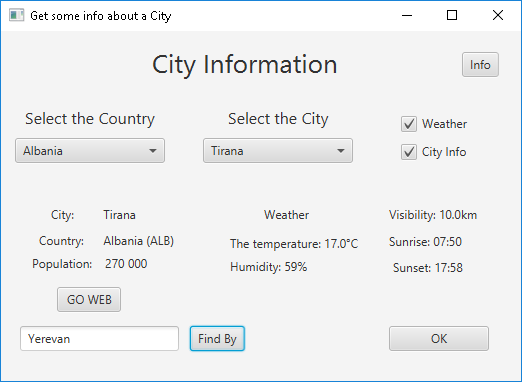 Get some info about a City
City Information
Info
Select the Country
Select the City
Albania
Tirana
Weather
City Info
City: Tirana
Country: Albania (ALB)
Population: 270 000
Weather
The temperature: 17.0°C
Humidity: 59%
Visibility: 10.0km
Sunrise: 07:50
Sunset: 17:58
GO WEB
Yerevan
Find By
OK